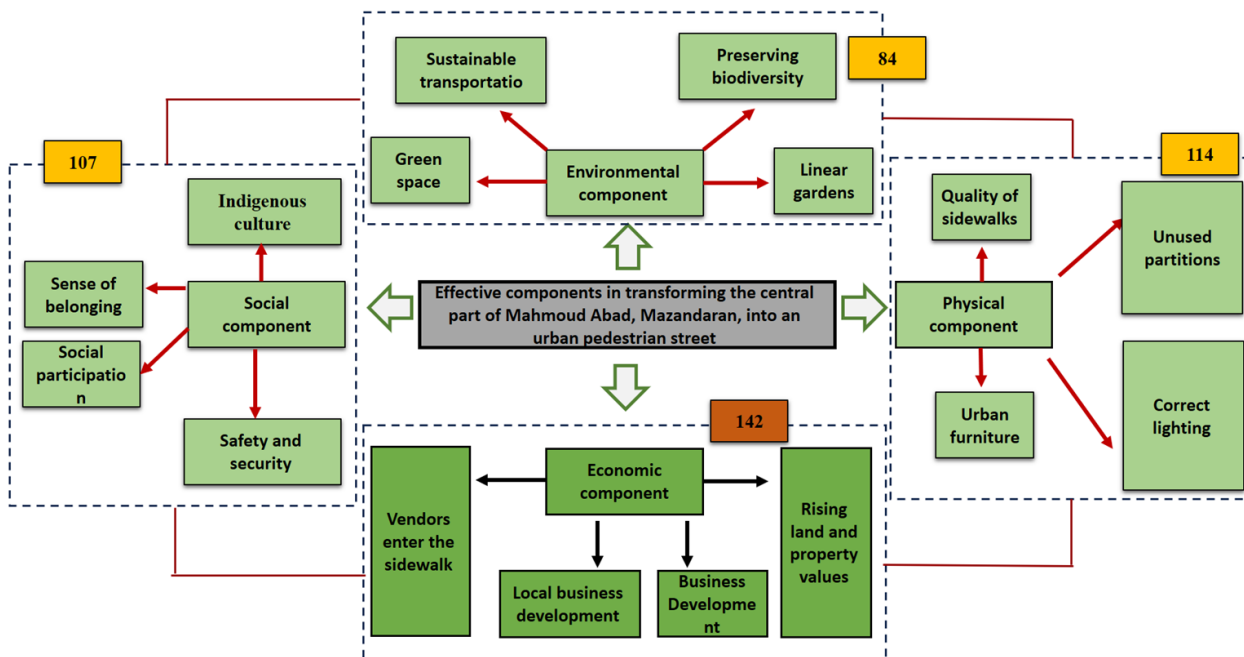 Sustainable
transportatio
Preserving
biodiversity
84
Green
space
Environmental
component
Linear
gardens
107
Indigenous
culture
Sense of
belonging
Social
component
Social
participatio
n
Safety and
security
Effective components in transforming the central
part of Mahmoud Abad, Mazandaran, into an
urban pedestrian street
114
Quality of
sidewalks
Unused
partitions
Physical
component
Urban
furniture
Correct
lighting
142
Economic
component
Vendors
enter the
sidewalk
Local business
development
Business
Developme
nt
Rising
land and
property
values